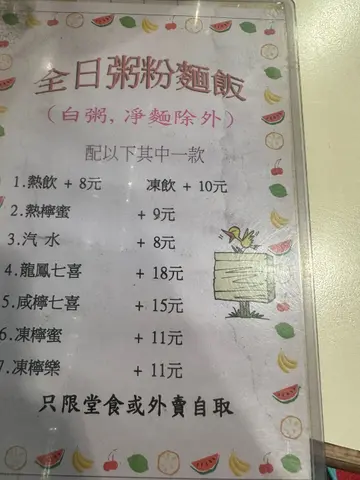 全日粥粉麵飯
(白粥, 淨麵除外)
配以下其中一款
1.熱飲 + 8元 凍飲 + 10元
2.熱檸蜜 + 9元
3.汽水 + 8元
4.龍鳳七喜 + 18元
5.咸檸七喜 + 15元
6.凍檸蜜 + 11元
7.凍檸樂 + 11元
只限堂食或外賣自取